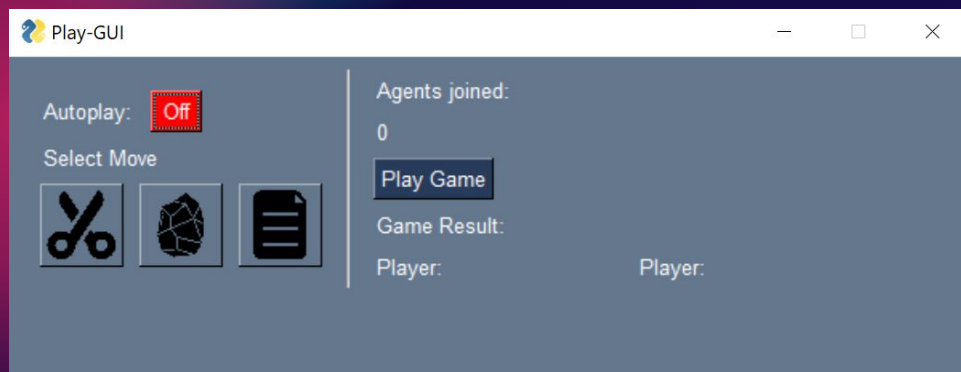 Play-GUI
Autoplay: Off
Select Move
Agents joined:
0
Play Game
Game Result:
Player: Player: